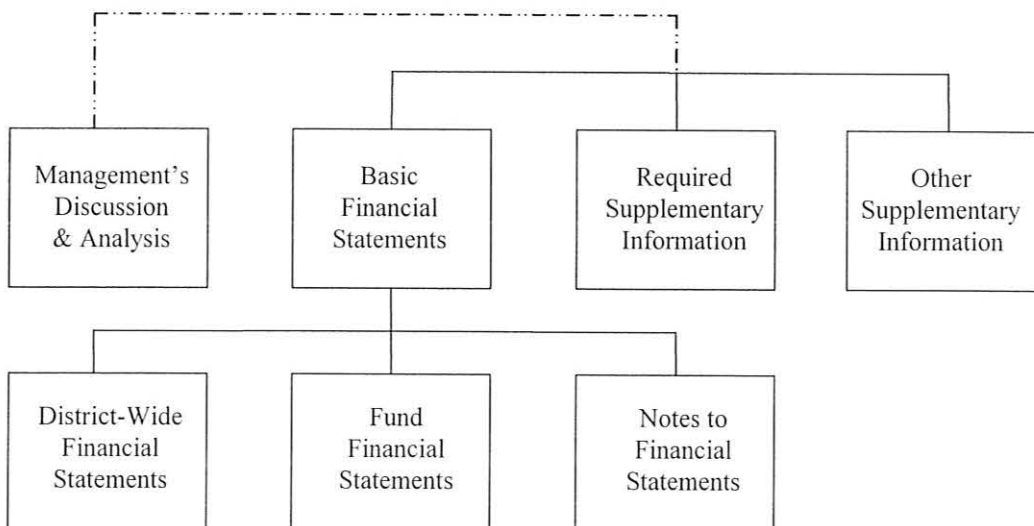 Management's
Discussion
& Analysis
Basic
Financial
Statements
Required
Supplementary
Information
Other
Supplementary
Information
District-Wide
Financial
Statements
Fund
Financial
Statements
Notes to
Financial
Statements